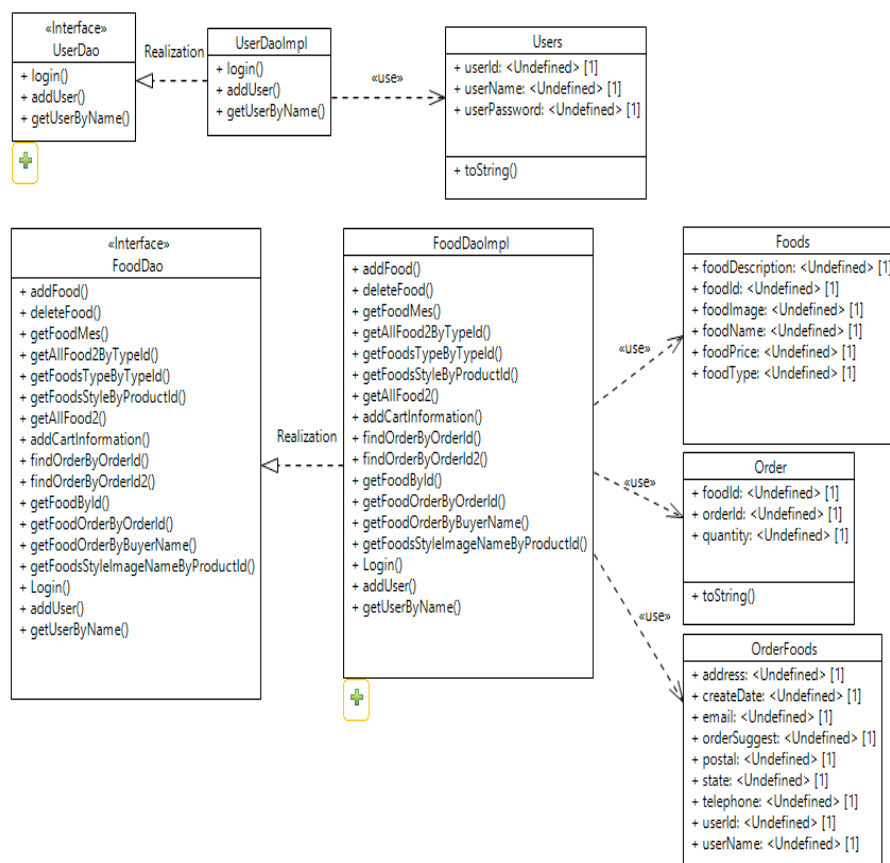 «Interface»
UserDao
+ login()
+ addUser()
+ getUserByName()
Realization
UserDaoImpl
+ login()
+ addUser()
+ getUserByName()
«use»
Users
+ userId: <Undefined> [1]
+ userName: <Undefined> [1]
+ userPassword: <Undefined> [1]
+ toString()
«Interface»
FoodDao
+ addFood()
+ deleteFood()
+ getFoodMes()
+ getAllFood2ByTypeId()
+ getFoodsTypeByTypeId()
+ getFoodsStyleByProductId()
+ getAllFood2()
+ addCartInformation()
+ findOrderByOrderId()
+ findOrderByOrderId2()
+ getFoodById()
+ getFoodOrderByOrderId()
+ getFoodOrderByBuyerName()
+ getFoodsStyleImageNameByProductId()
+ Login()
+ addUser()
+ getUserByName()
Realization
FoodDaoImpl
+ addFood()
+ deleteFood()
+ getFoodMes()
+ getAllFood2ByTypeId()
+ getFoodsTypeByTypeId()
+ getFoodsStyleByProductId()
+ getAllFood2()
+ addCartInformation()
+ findOrderByOrderId()
+ findOrderByOrderId2()
+ getFoodById()
+ getFoodOrderByOrderId()
+ getFoodOrderByBuyerName()
+ getFoodsStyleImageNameByProductId()
+ Login()
+ addUser()
+ getUserByName()
«use»
«use»
«use»
Foods
+ foodDescription: <Undefined> [1]
+ foodId: <Undefined> [1]
+ foodImage: <Undefined> [1]
+ foodName: <Undefined> [1]
+ foodPrice: <Undefined> [1]
+ foodType: <Undefined> [1]
Order
+ foodId: <Undefined> [1]
+ orderId: <Undefined> [1]
+ quantity: <Undefined> [1]
+ toString()
OrderFoods
+ address: <Undefined> [1]
+ createDate: <Undefined> [1]
+ email: <Undefined> [1]
+ orderSuggest: <Undefined> [1]
+ postal: <Undefined> [1]
+ state: <Undefined> [1]
+ telephone: <Undefined> [1]
+ userId: <Undefined> [1]
+ userName: <Undefined> [1]